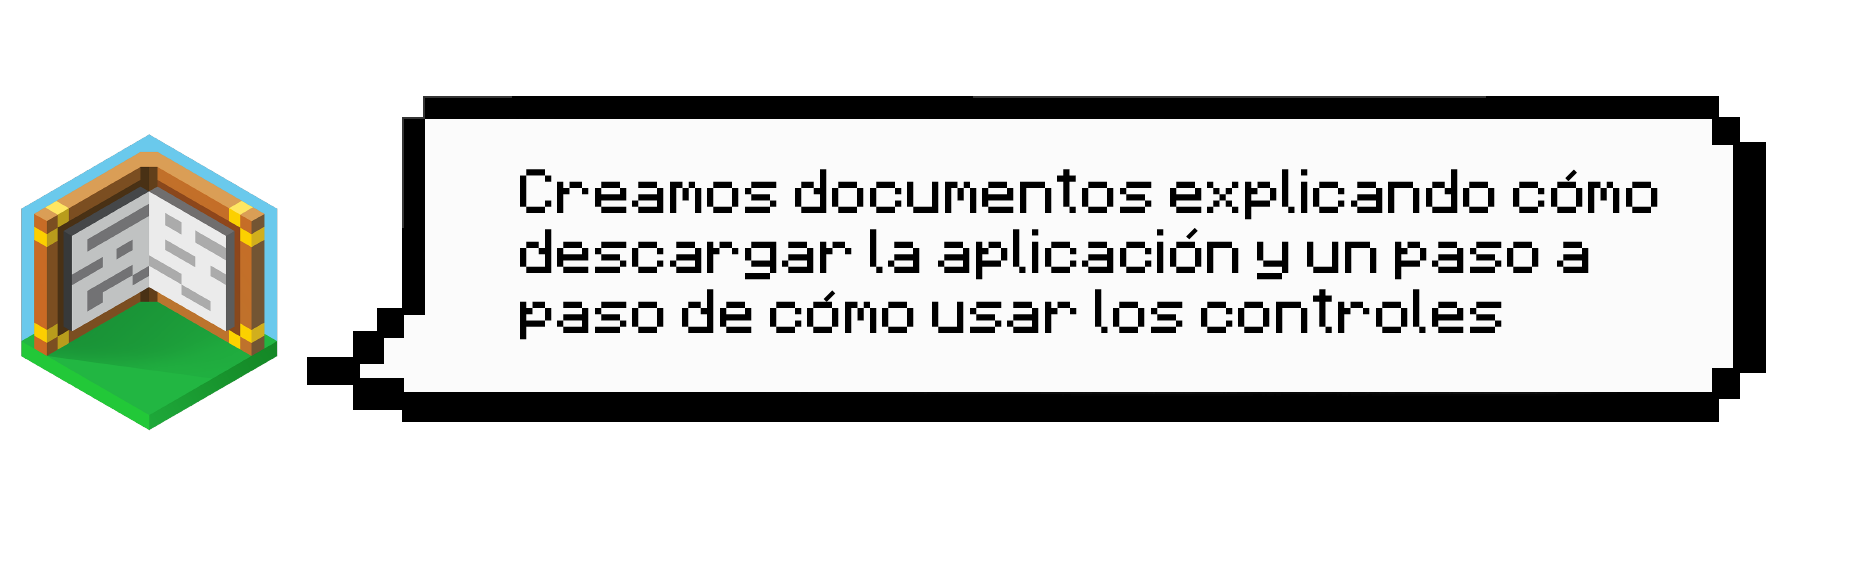 Creamos documentos explicando cómo
descargar la aplicación y un paso a
paso de cómo usar los controles